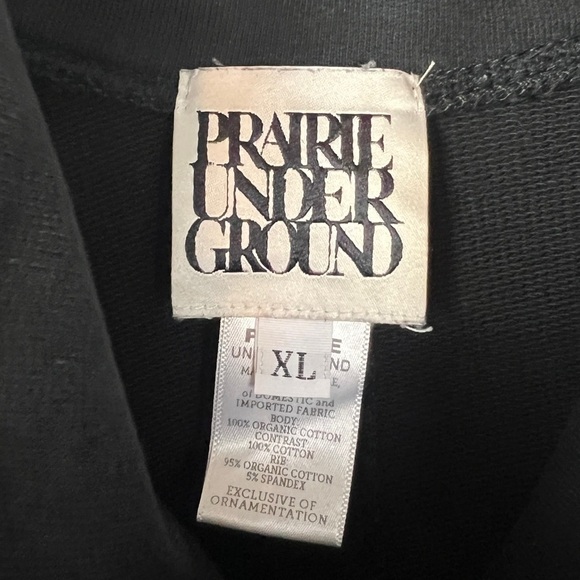 PRAIRIE
UNDER
GROUND
XL
of DOMESTIC and
IMPORTED FABRIC
BODY:
100% ORGANIC COTTON
CONTRAST:
100% COTTON
RIB:
95% ORGANIC COTTON
5% SPANDEX
EXCLUSIVE OF
ORNAMENTATION